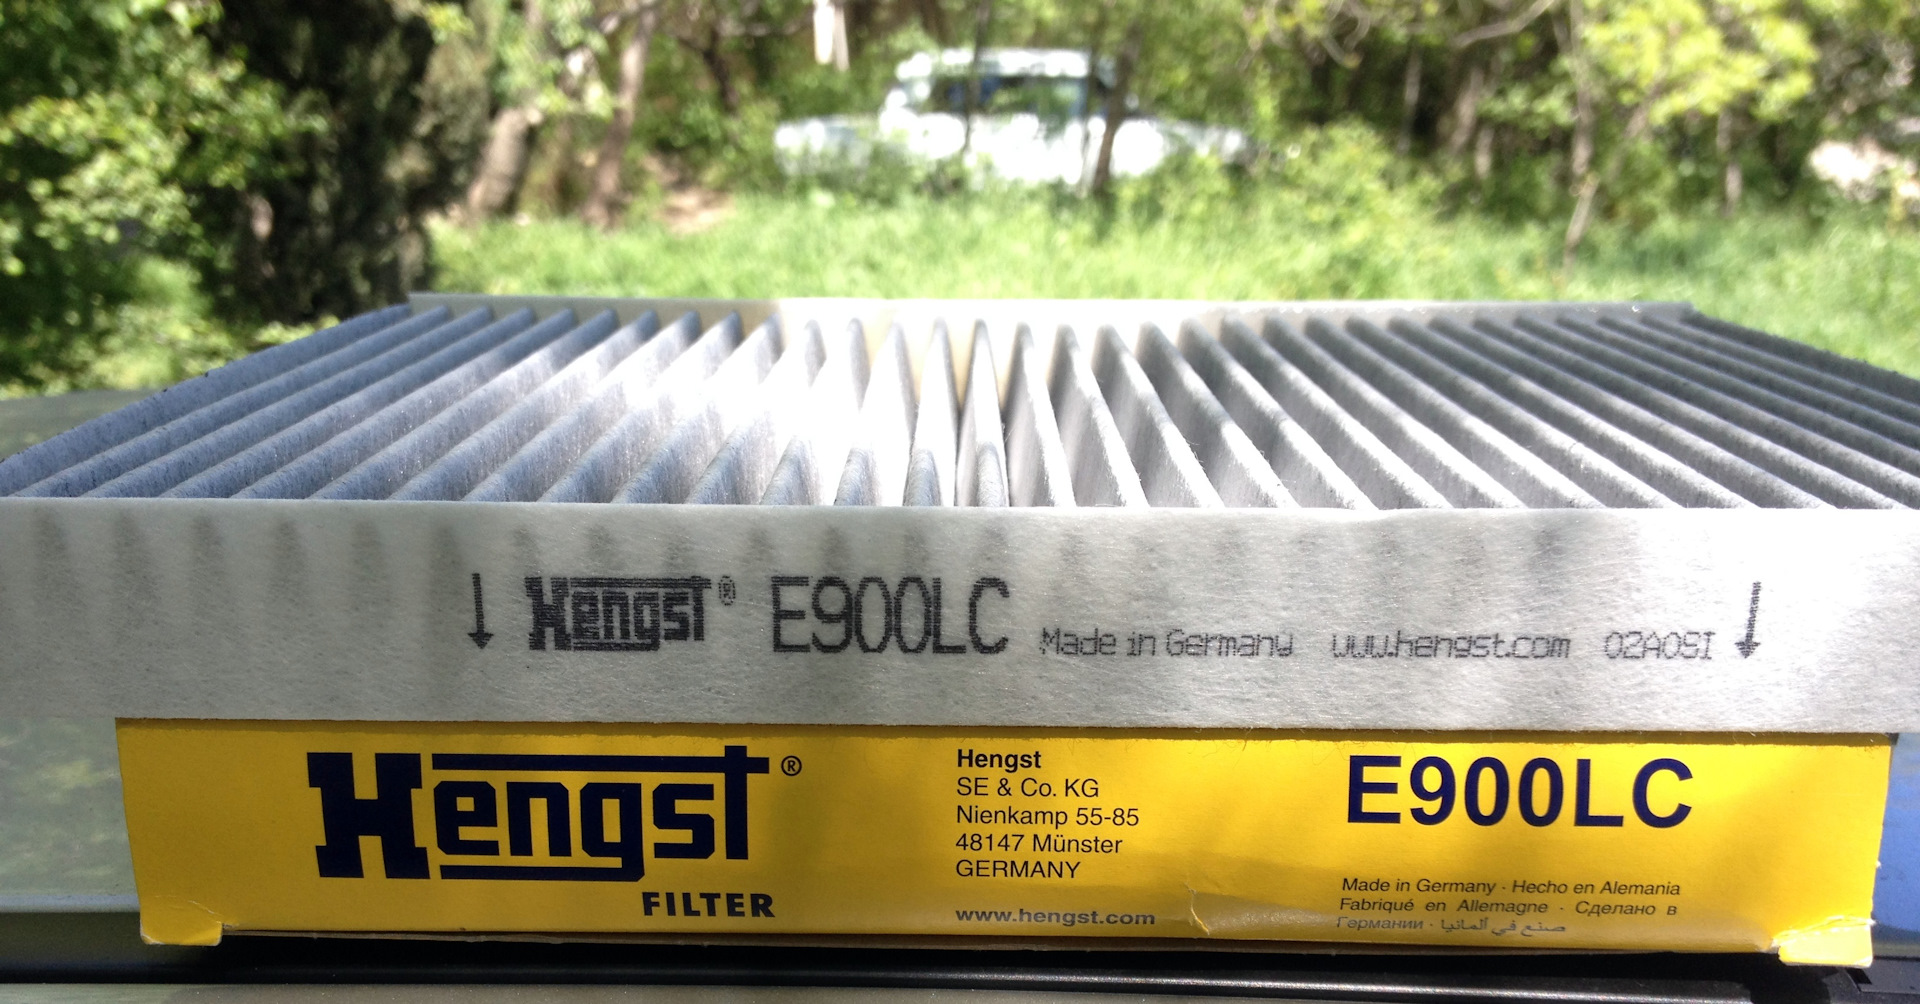 Hengst® E900LC Made in Germany www.hengst.com 02A0SI
Hengst®
FILTER
Hengst
SE & Co. KG
Nienkamp 55-85
48147 Münster
GERMANY
www.hengst.com
E900LC
Made in Germany · Hecho en Alemania
Fabriqué en Allemagne · Сделано в
Германии · صنع في ألمانيا